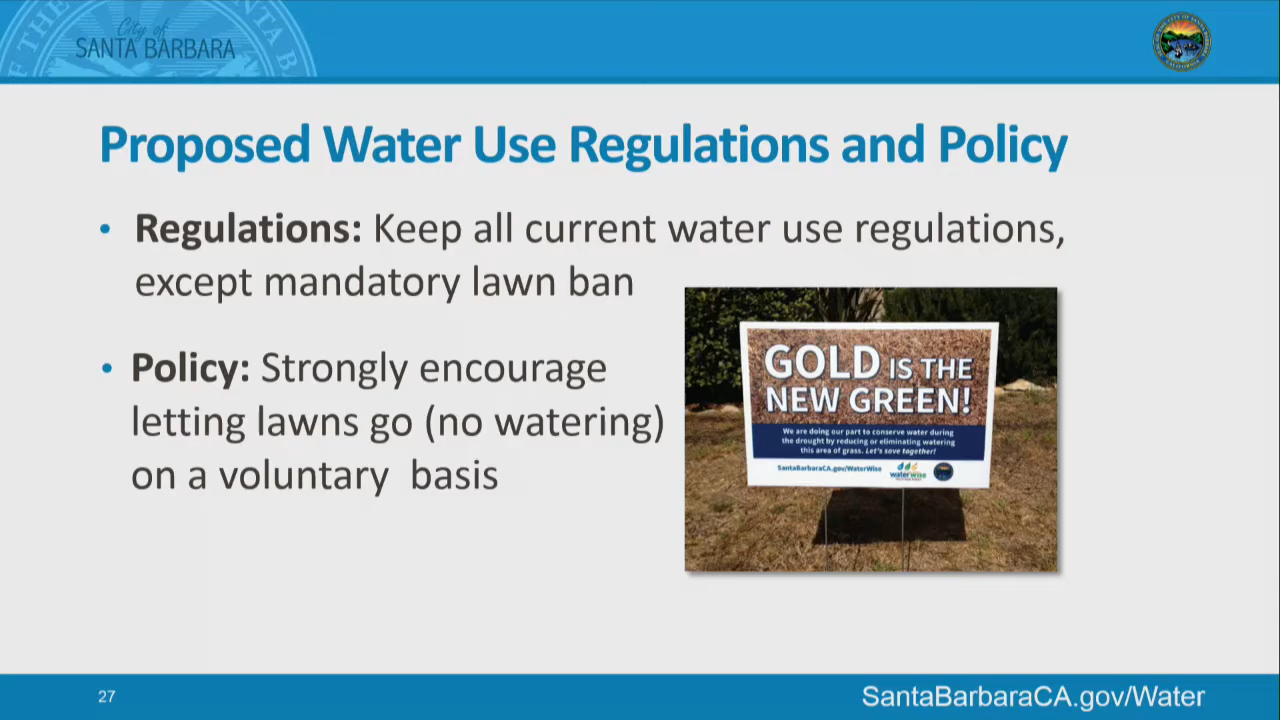 City of
SANTA BARBARA
Proposed Water Use Regulations and Policy
• Regulations: Keep all current water use regulations,
except mandatory lawn ban
• Policy: Strongly encourage
letting lawns go (no watering)
on a voluntary basis
GOLD IS THE
NEW GREEN!
We are doing our part to conserve water during
the drought by reducing or eliminating watering
this area of grass. Let's save together!
SantaBarbaraCA.gov/WaterWise
waterwise
27
SantaBarbaraCA.gov/Water